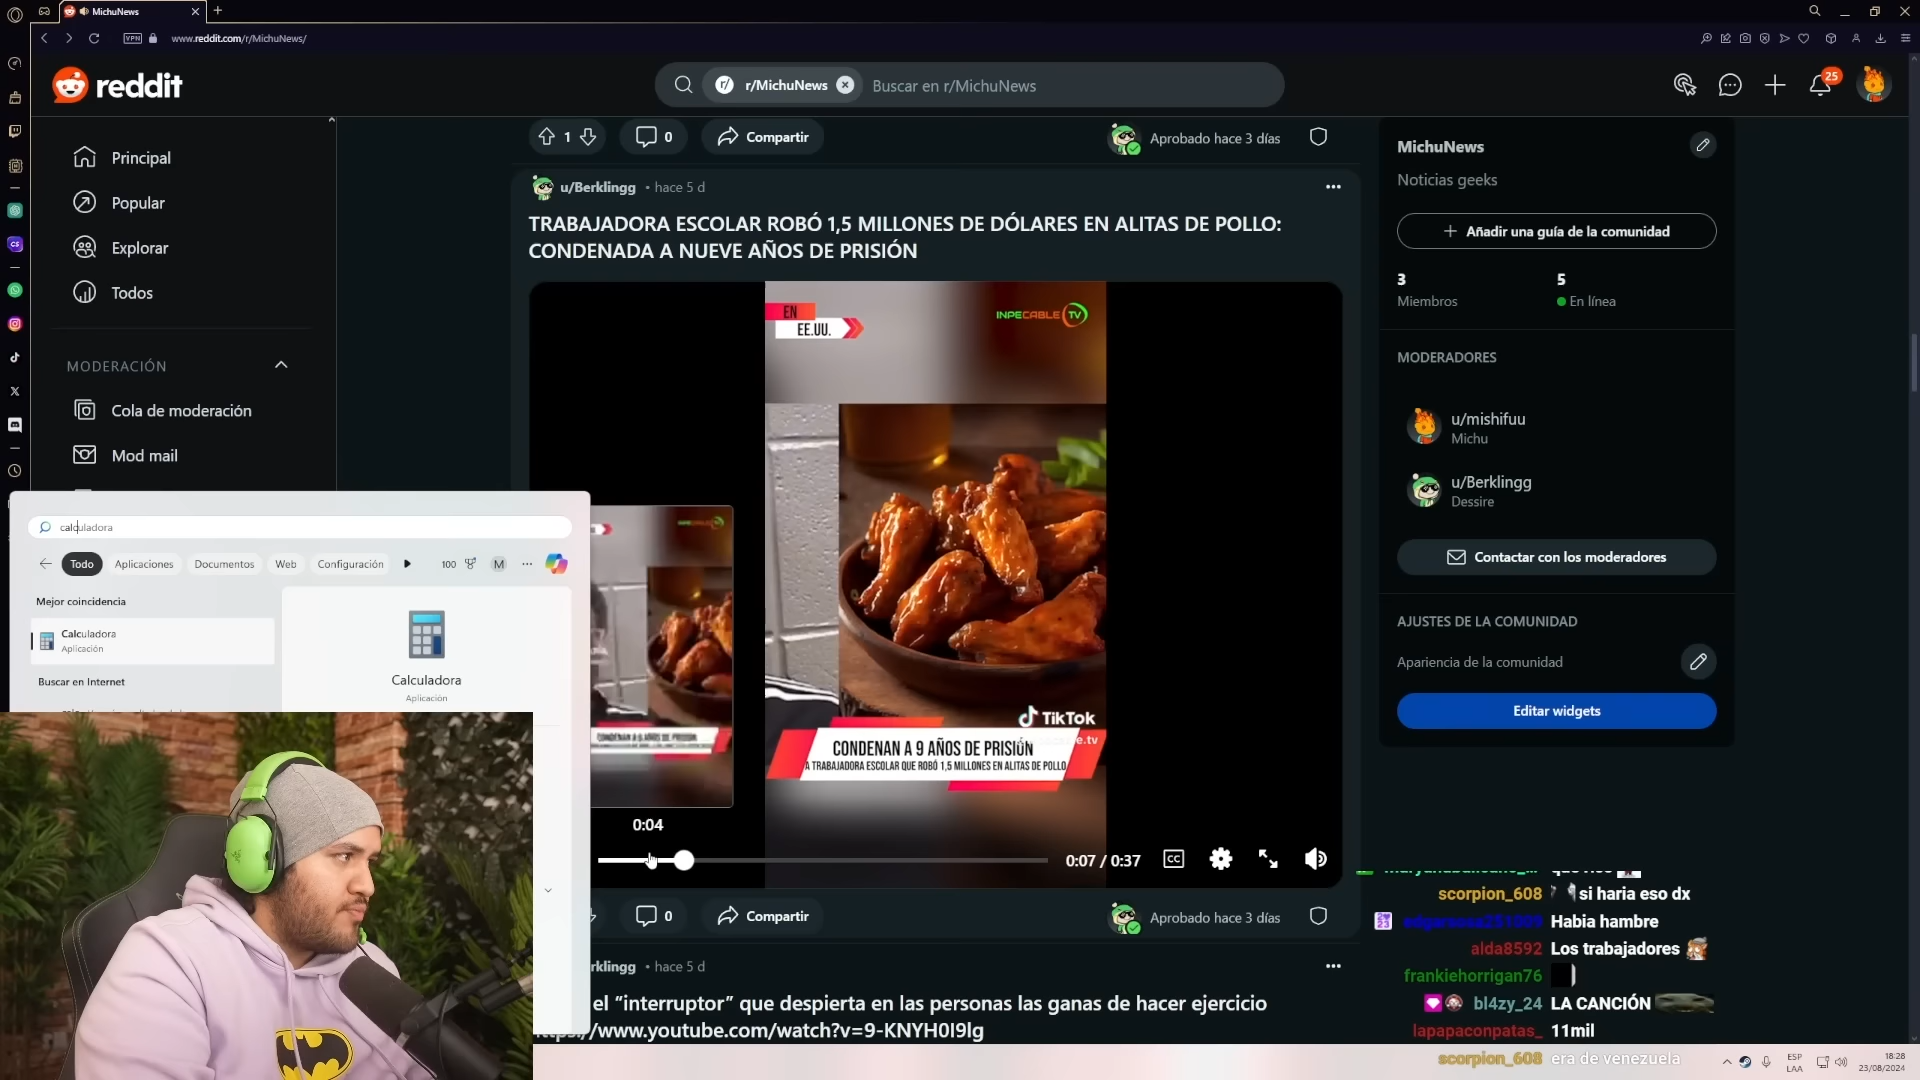 MichuNews
www.reddit.com/r/MichuNews/
VPN
reddit
r/MichuNews
Buscar en r/MichuNews
25
Principal
Popular
Explorar
Todos
MODERACIÓN
Cola de moderación
Mod mail
1
0
Compartir
Aprobado hace 3 días
u/Berklingg • hace 5 d
TRABAJADORA ESCOLAR ROBÓ 1,5 MILLONES DE DÓLARES EN ALITAS DE POLLO:
CONDENADA A NUEVE AÑOS DE PRISIÓN
EN
EE.UU.
INPECABLE TV
TikTok
CONDENAN A 9 AÑOS DE PRISIÓN
A TRABAJADORA ESCOLAR QUE ROBÓ 1,5 MILLONES EN ALITAS DE POLLO
CONDENAN A 9 AÑOS DE PRISIÓN
0:04
0:07 / 0:37
CC
0
Compartir
Aprobado hace 3 días
rklingg • hace 5 d
el “interruptor” que despierta en las personas las ganas de hacer ejercicio
//www.youtube.com/watch?v=9-KNYH0I9lg
MichuNews
Noticias geeks
Añadir una guía de la comunidad
3
Miembros
5
En línea
MODERADORES
u/mishifuu
Michu
u/Berklingg
Dessire
Contactar con los moderadores
AJUSTES DE LA COMUNIDAD
Apariencia de la comunidad
Editar widgets
calculadora
Todo
Aplicaciones
Documentos
Web
Configuración
100
M
Mejor coincidencia
Calculadora
Aplicación
Buscar en Internet
Calculadora
Aplicación
scorpion_608 si haria eso dx
Habia hambre
alda8592 Los trabajadores
frankiehorrigan76
bl4zy_24 LA CANCIÓN
lapapaconpatas_ 11mil
scorpion_608 era de venezuela
ESP
LAA
18:28
23/08/2024